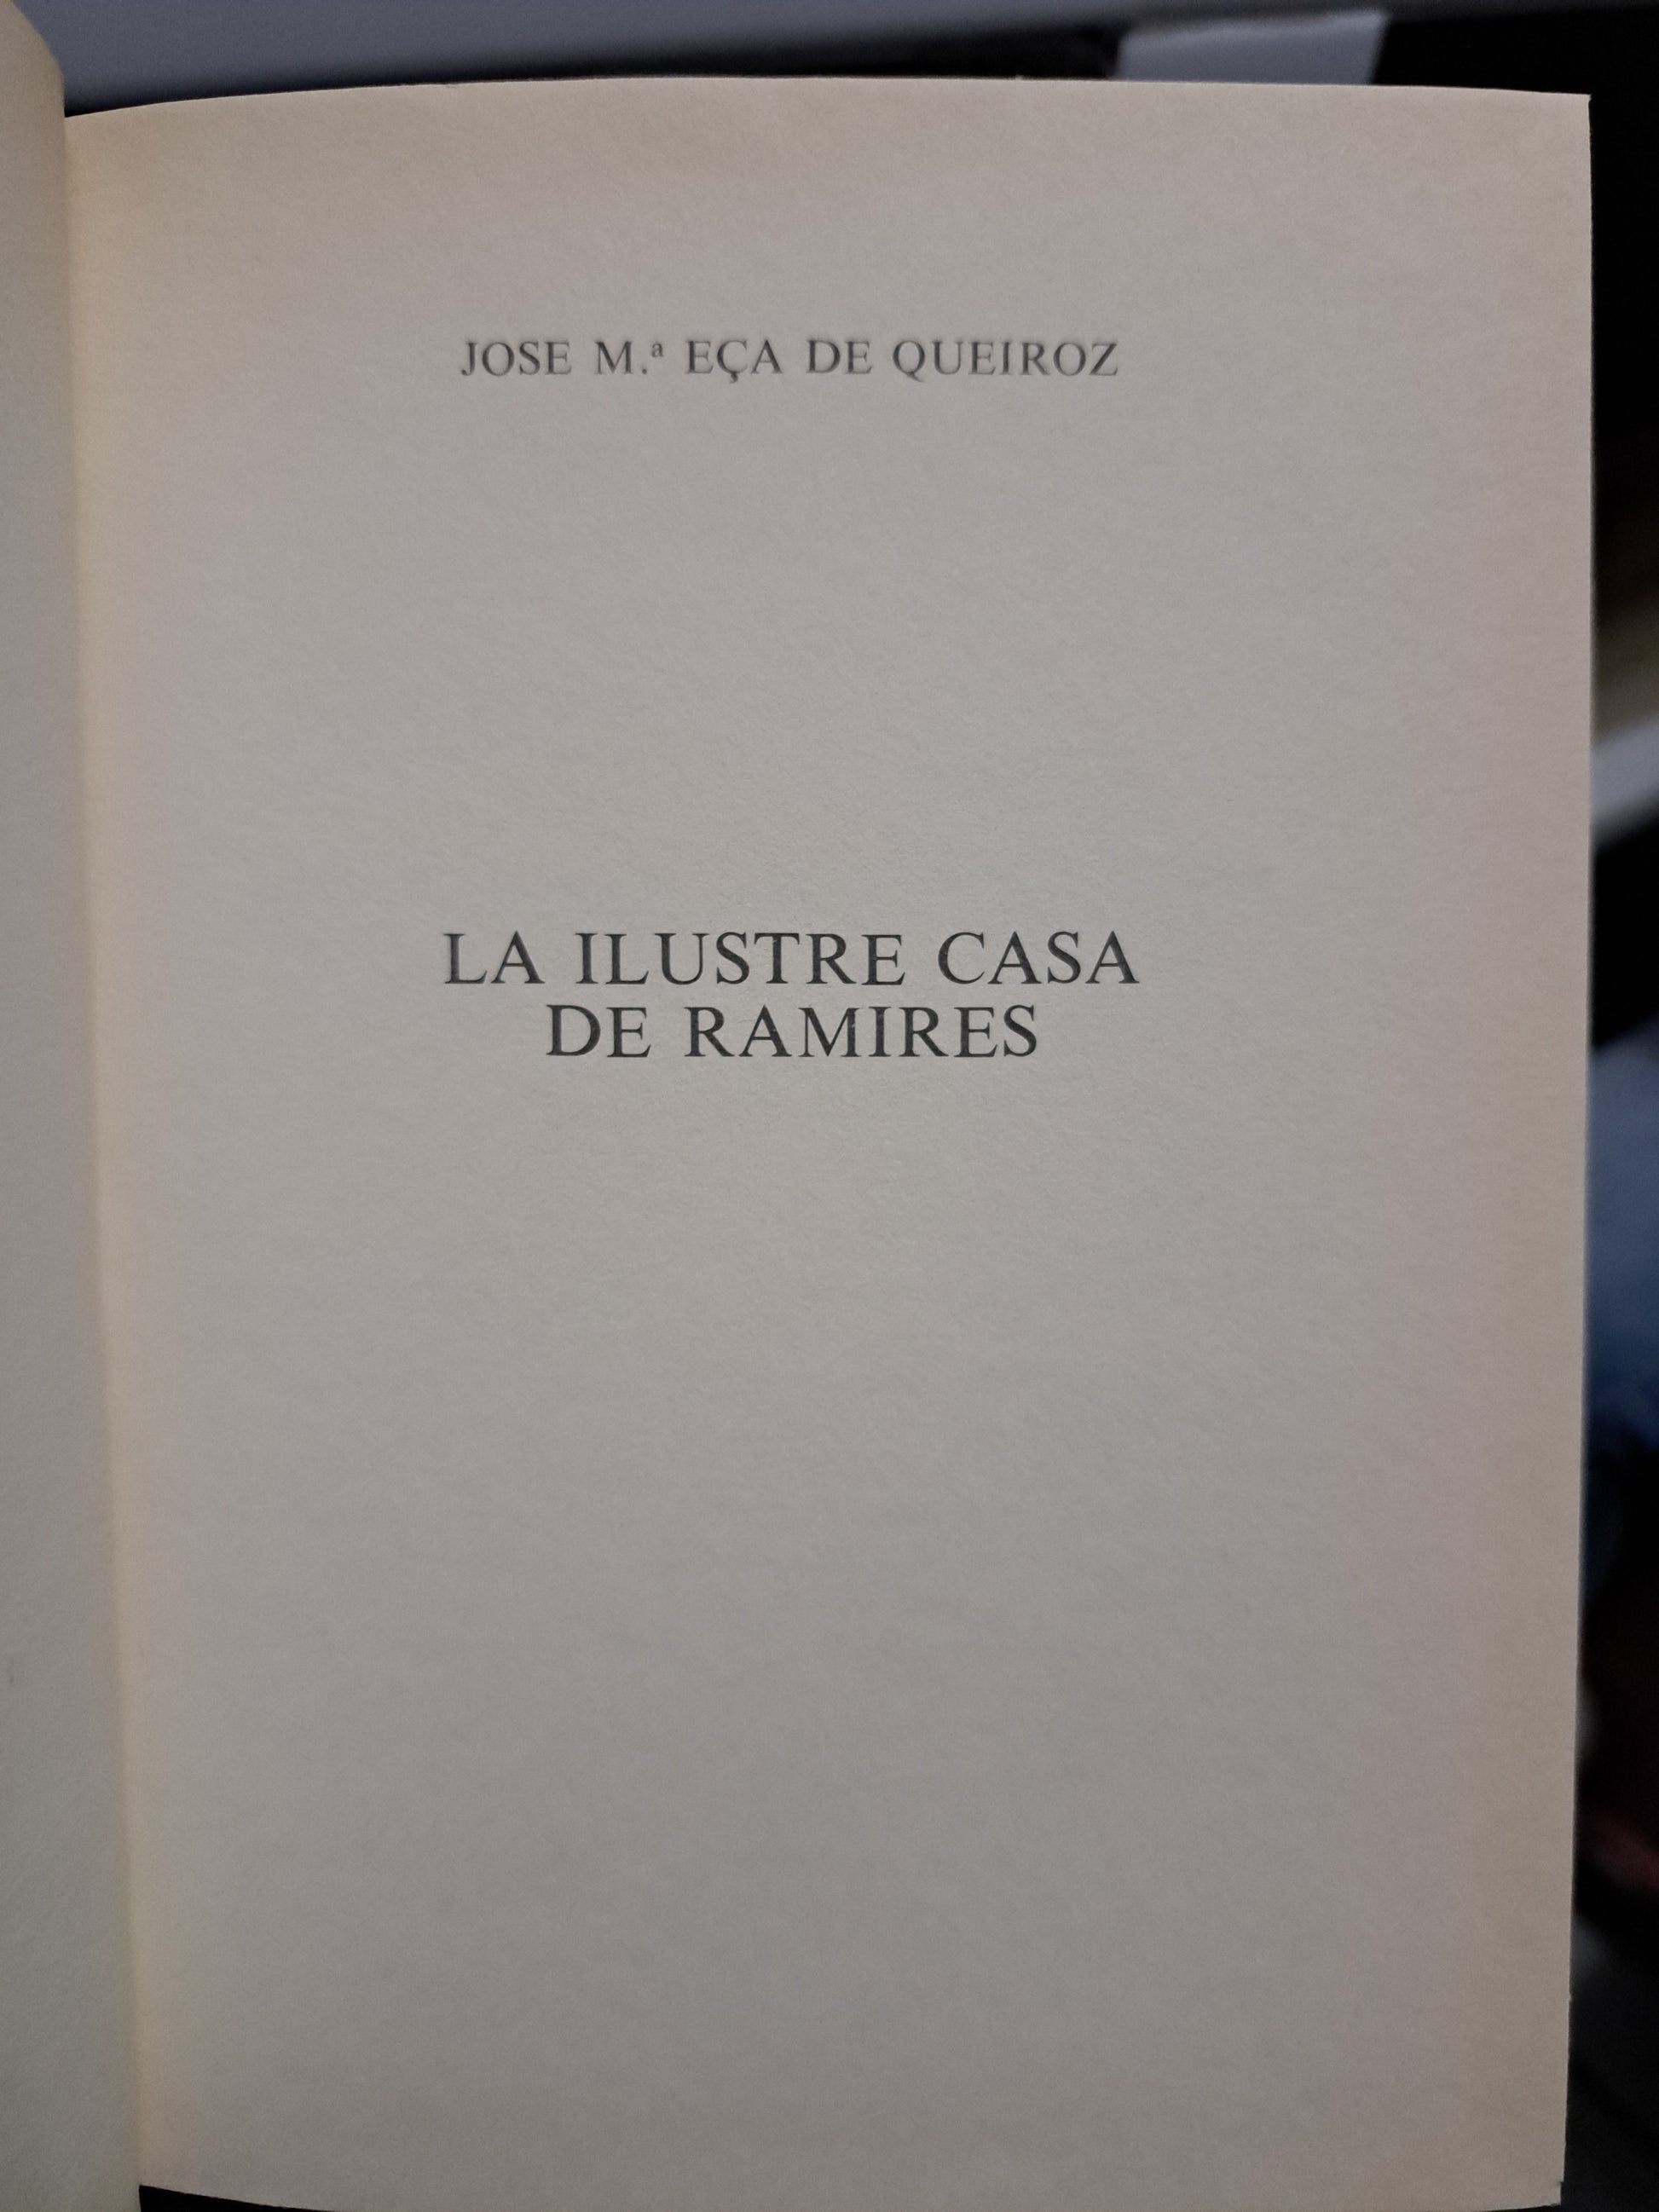 JOSE M.ª EÇA DE QUEIROZ
LA ILUSTRE CASA
DE RAMIRES